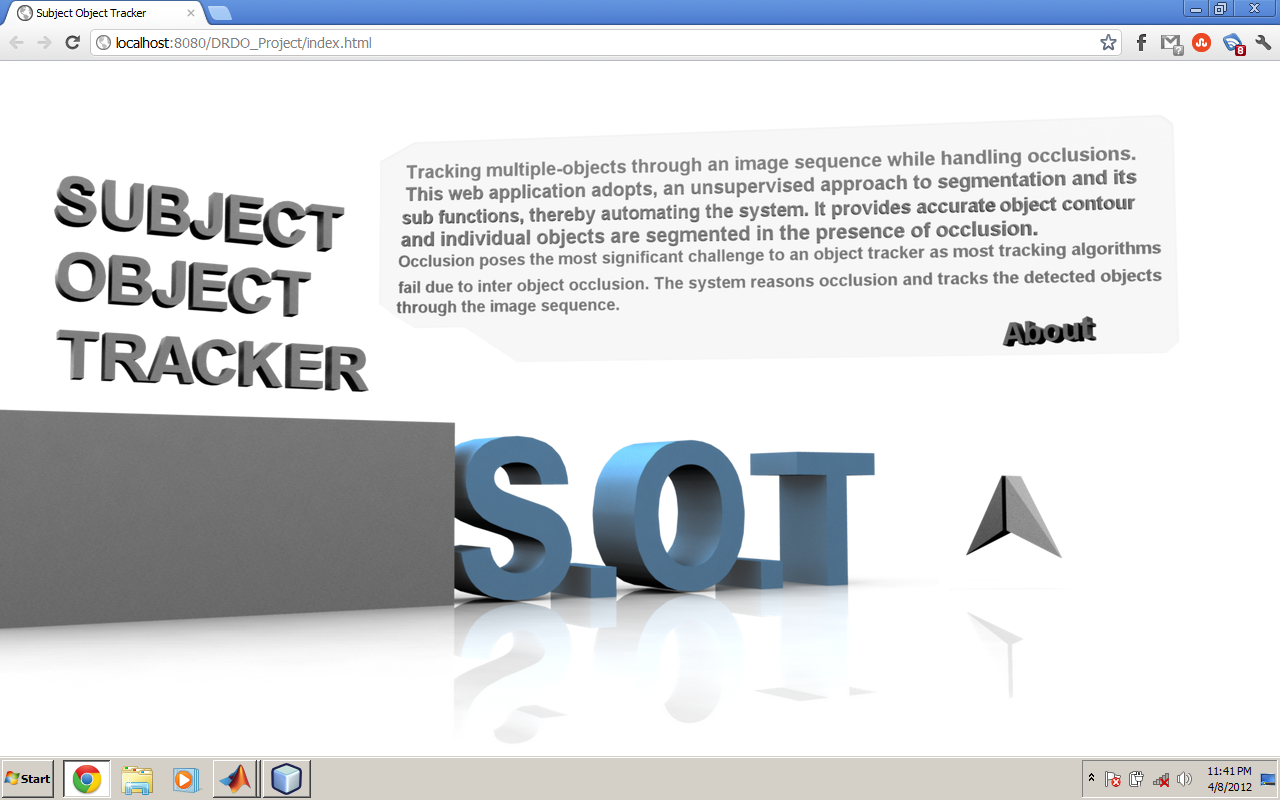 Subject Object Tracker
localhost:8080/DRDO_Project/index.html
8
SUBJECT
OBJECT
TRACKER
Tracking multiple-objects through an image sequence while handling occlusions.
This web application adopts, an unsupervised approach to segmentation and its
sub functions, thereby automating the system. It provides accurate object contour
and individual objects are segmented in the presence of occlusion.
Occlusion poses the most significant challenge to an object tracker as most tracking algorithms
fail due to inter object occlusion. The system reasons occlusion and tracks the detected objects
through the image sequence.
About
S.O.T
Start
11:41 PM
4/8/2012